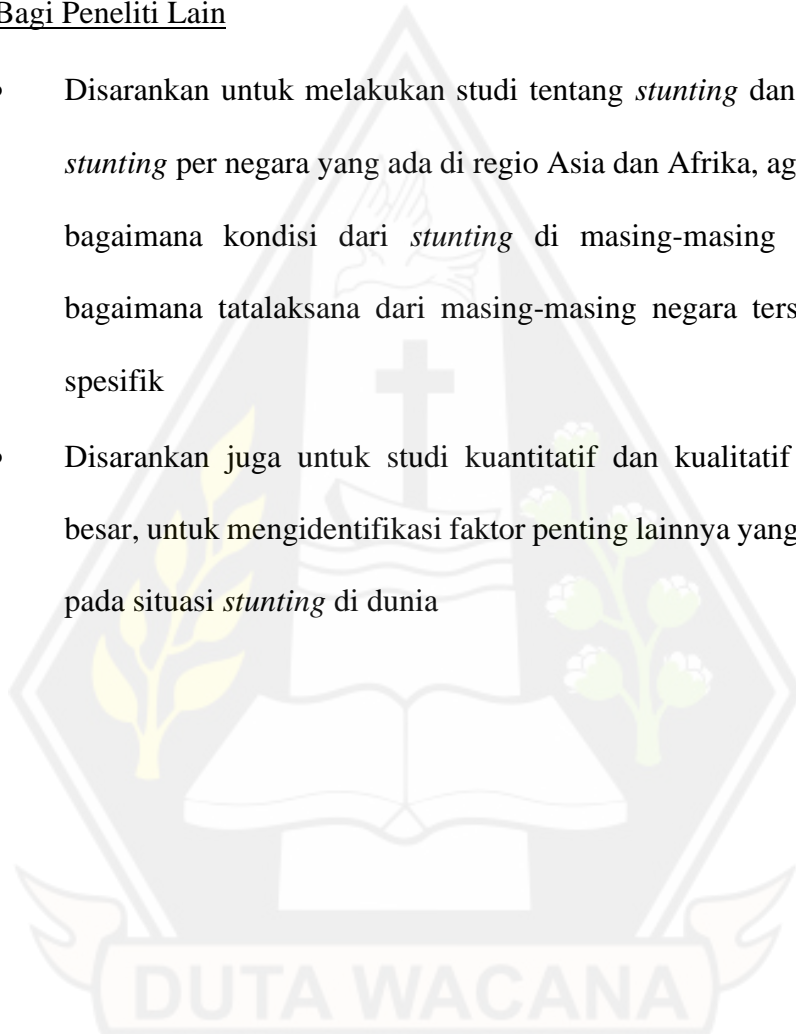 Bagi Peneliti Lain
• Disarankan untuk melakukan studi tentang stunting dan
stunting per negara yang ada di regio Asia dan Afrika, ag
bagaimana kondisi dari stunting di masing-masing
bagaimana tatalaksana dari masing-masing negara ters
spesifik
• Disarankan juga untuk studi kuantitatif dan kualitatif
besar, untuk mengidentifikasi faktor penting lainnya yang
pada situasi stunting di dunia
DUTA WACANA